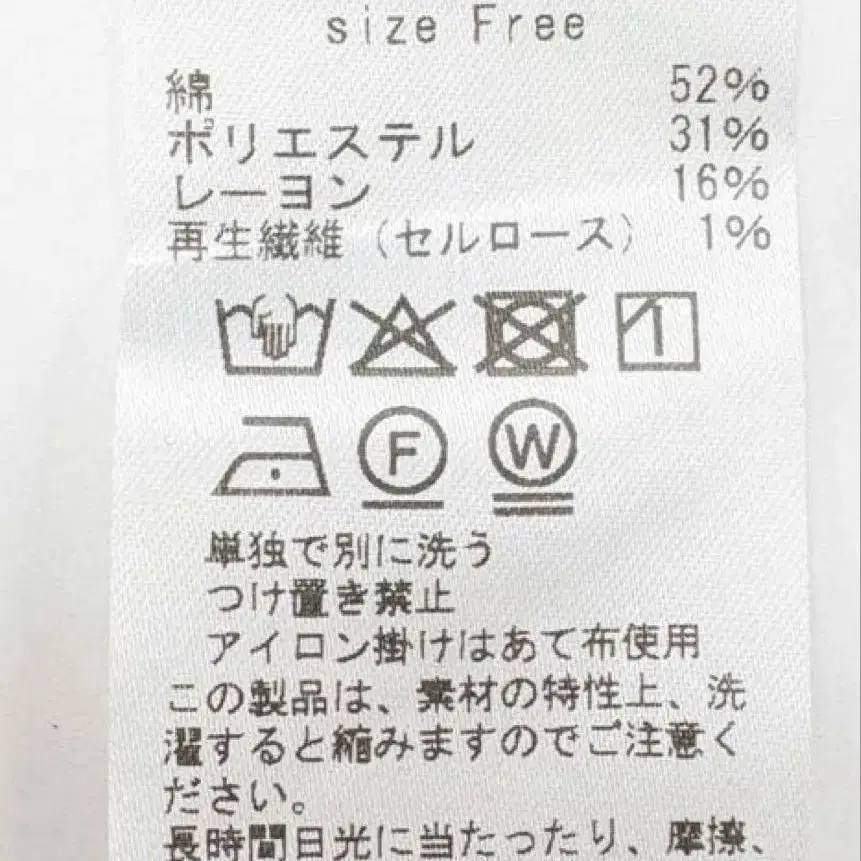 size Free
綿 52%
ポリエステル 31%
レーヨン 16%
再生繊維（セルロース） 1%
1
F W
単独で別に洗う
つけ置き禁止
アイロン掛けはあて布使用
この製品は、素材の特性上、洗
濯すると縮みますのでご注意く
ださい。
長時間日光に当たったり、摩擦、